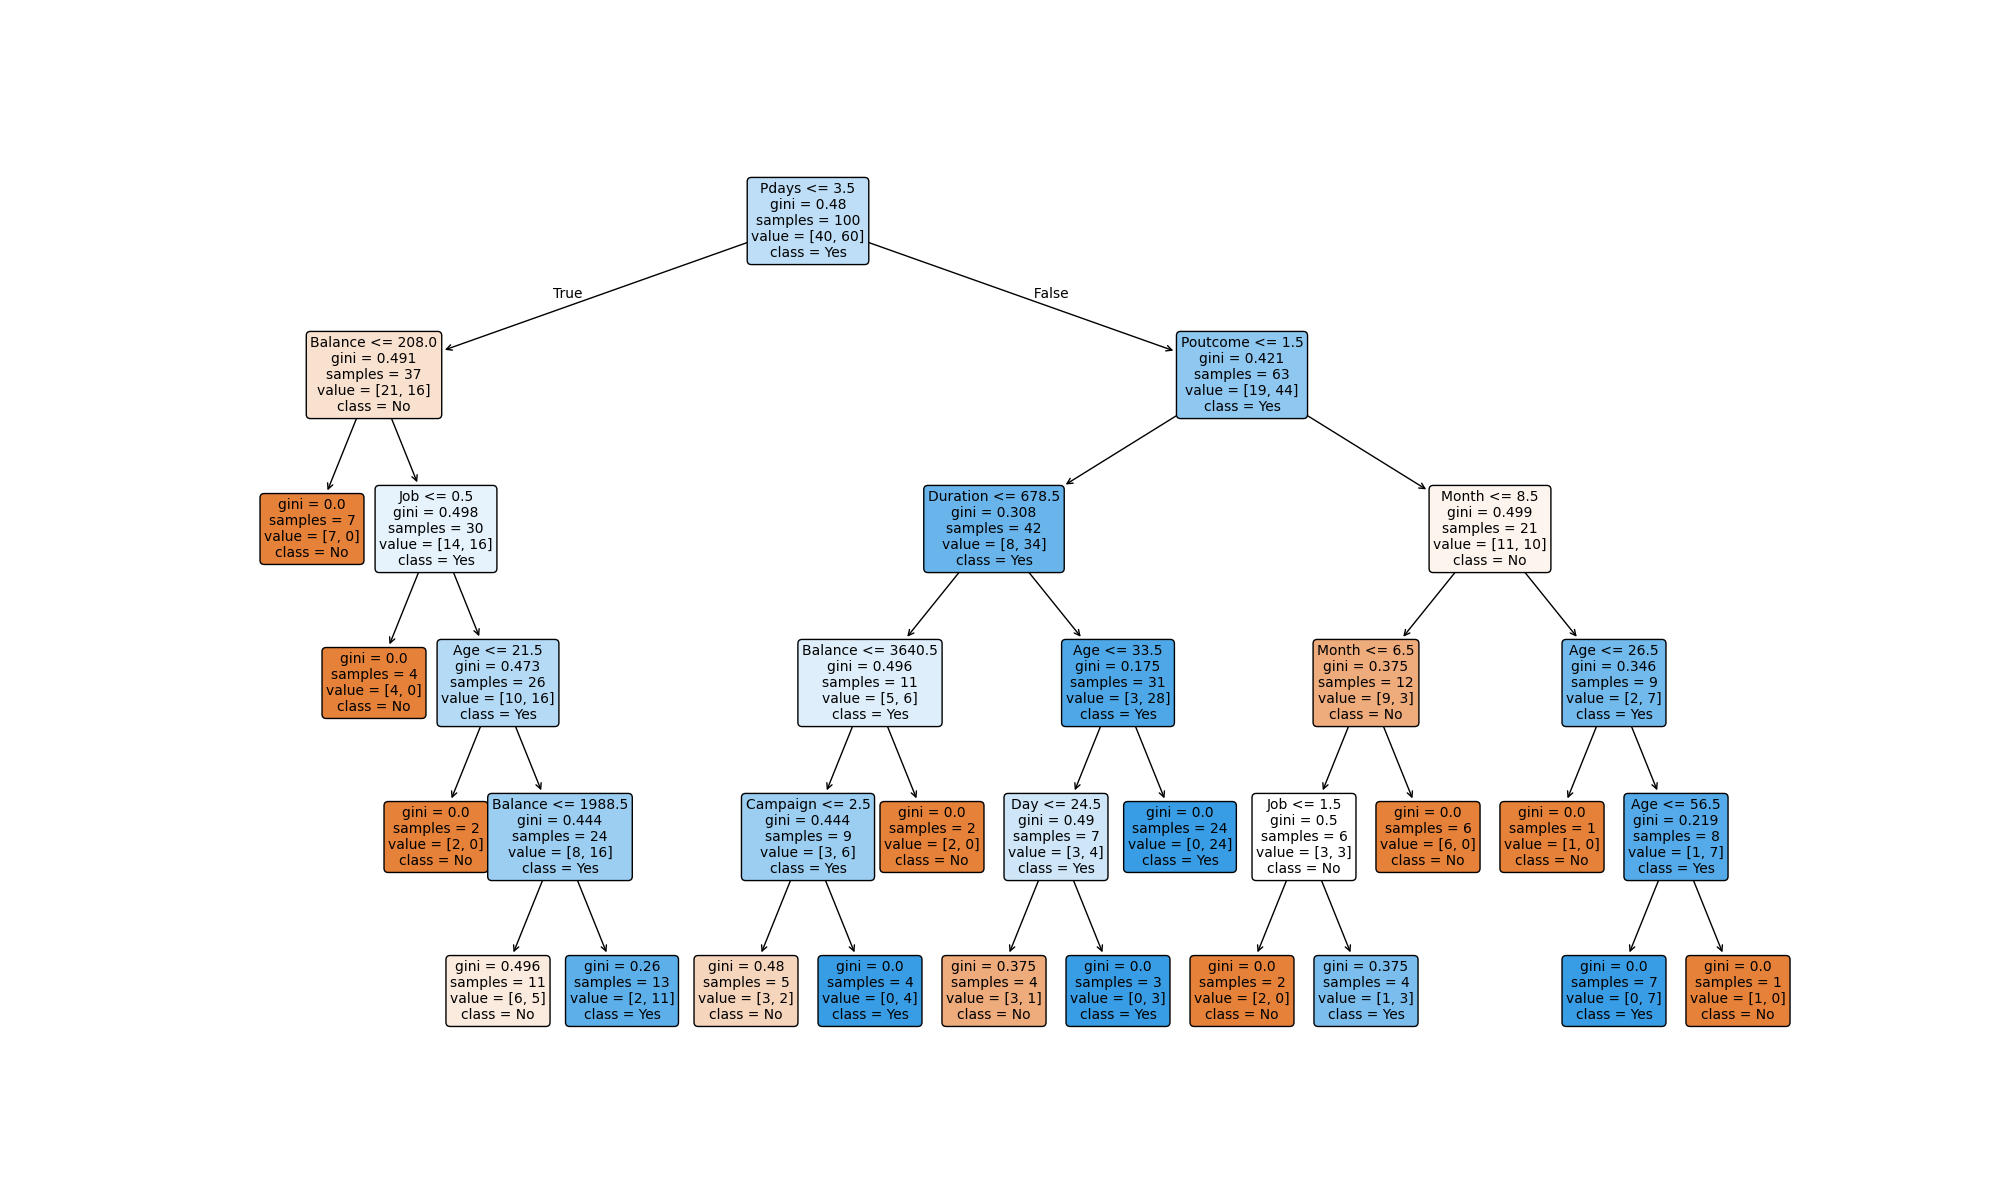 Pdays <= 3.5
gini = 0.48
samples = 100
value = [40, 60]
class = Yes
True
False
Balance <= 208.0
gini = 0.491
samples = 37
value = [21, 16]
class = No
Poutcome <= 1.5
gini = 0.421
samples = 63
value = [19, 44]
class = Yes
gini = 0.0
samples = 7
value = [7, 0]
class = No
Job <= 0.5
gini = 0.498
samples = 30
value = [14, 16]
class = Yes
Duration <= 678.5
gini = 0.308
samples = 42
value = [8, 34]
class = Yes
Month <= 8.5
gini = 0.499
samples = 21
value = [11, 10]
class = No
gini = 0.0
samples = 4
value = [4, 0]
class = No
Age <= 21.5
gini = 0.473
samples = 26
value = [10, 16]
class = Yes
Balance <= 3640.5
gini = 0.496
samples = 11
value = [5, 6]
class = Yes
Age <= 33.5
gini = 0.175
samples = 31
value = [3, 28]
class = Yes
Month <= 6.5
gini = 0.375
samples = 12
value = [9, 3]
class = No
Age <= 26.5
gini = 0.346
samples = 9
value = [2, 7]
class = Yes
gini = 0.0
samples = 2
value = [2, 0]
class = No
Balance <= 1988.5
gini = 0.444
samples = 24
value = [8, 16]
class = Yes
Campaign <= 2.5
gini = 0.444
samples = 9
value = [3, 6]
class = Yes
gini = 0.0
samples = 2
value = [2, 0]
class = No
Day <= 24.5
gini = 0.49
samples = 7
value = [3, 4]
class = Yes
gini = 0.0
samples = 24
value = [0, 24]
class = Yes
Job <= 1.5
gini = 0.5
samples = 6
value = [3, 3]
class = No
gini = 0.0
samples = 6
value = [6, 0]
class = No
gini = 0.0
samples = 1
value = [1, 0]
class = No
Age <= 56.5
gini = 0.219
samples = 8
value = [1, 7]
class = Yes
gini = 0.496
samples = 11
value = [6, 5]
class = No
gini = 0.26
samples = 13
value = [2, 11]
class = Yes
gini = 0.48
samples = 5
value = [3, 2]
class = No
gini = 0.0
samples = 4
value = [0, 4]
class = Yes
gini = 0.375
samples = 4
value = [3, 1]
class = No
gini = 0.0
samples = 3
value = [0, 3]
class = Yes
gini = 0.0
samples = 2
value = [2, 0]
class = No
gini = 0.375
samples = 4
value = [1, 3]
class = Yes
gini = 0.0
samples = 7
value = [0, 7]
class = Yes
gini = 0.0
samples = 1
value = [1, 0]
class = No